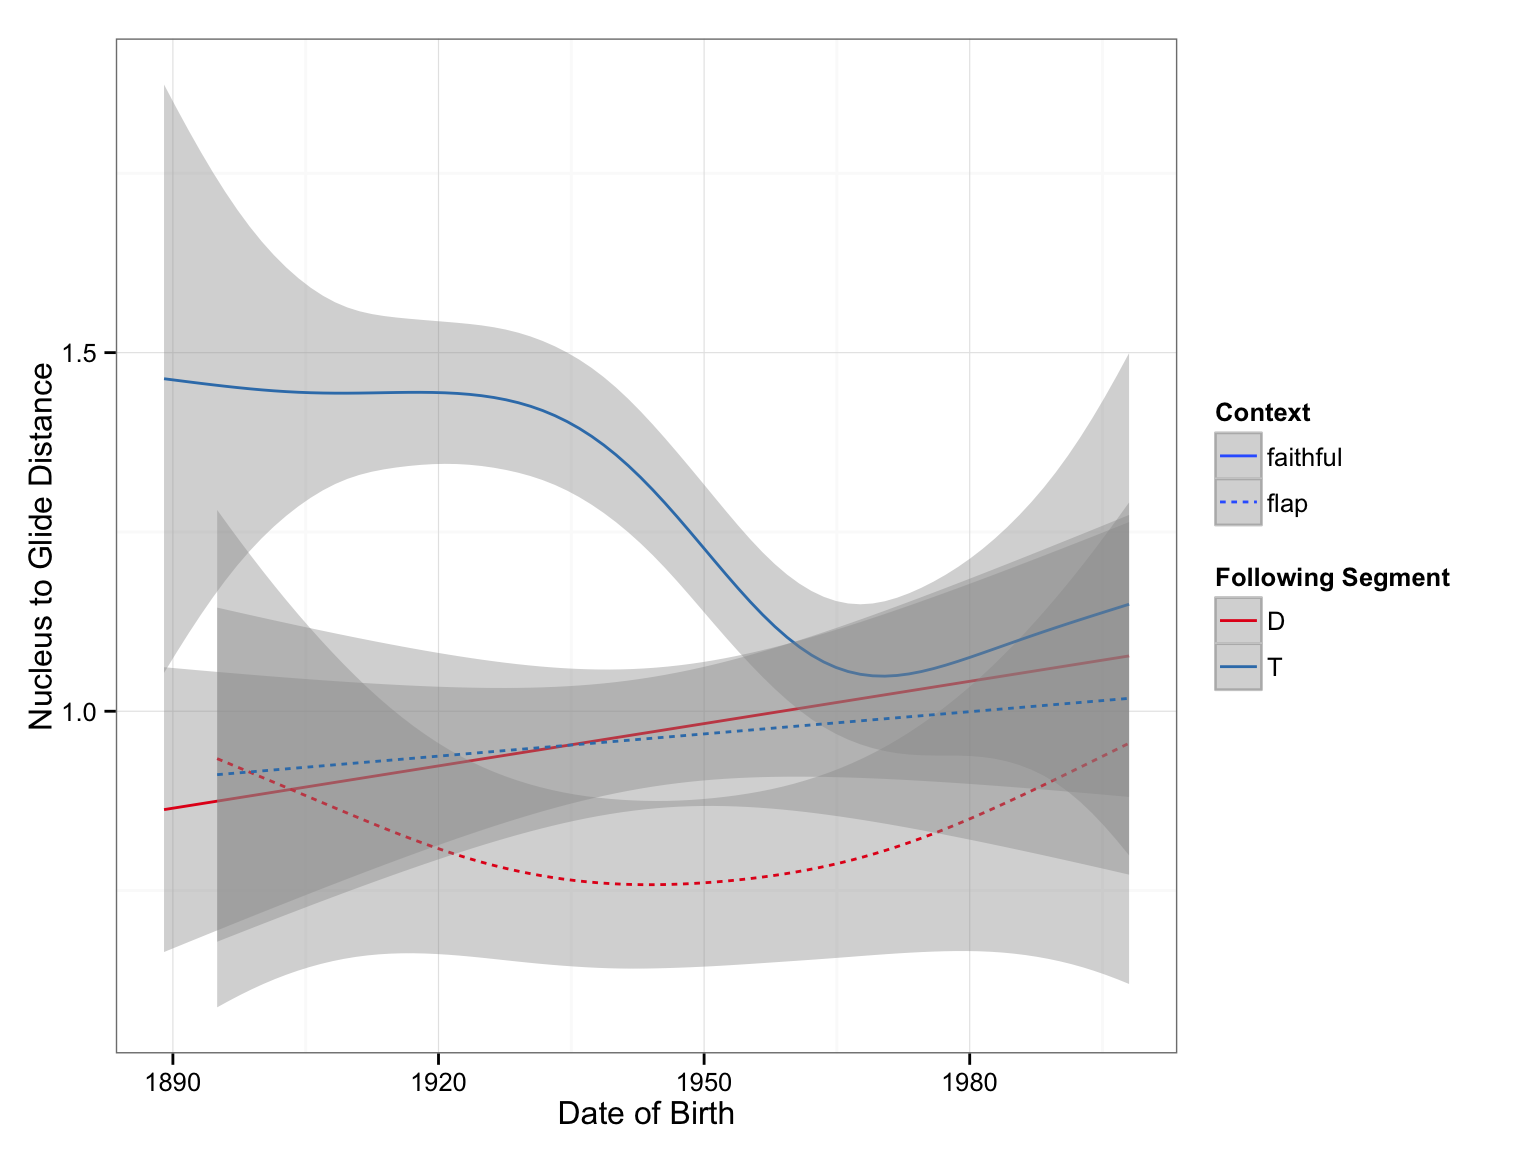 Nucleus to Glide Distance
1.5
1.0
1890
1920
1950
1980
Date of Birth
Context
faithful
flap
Following Segment
D
T